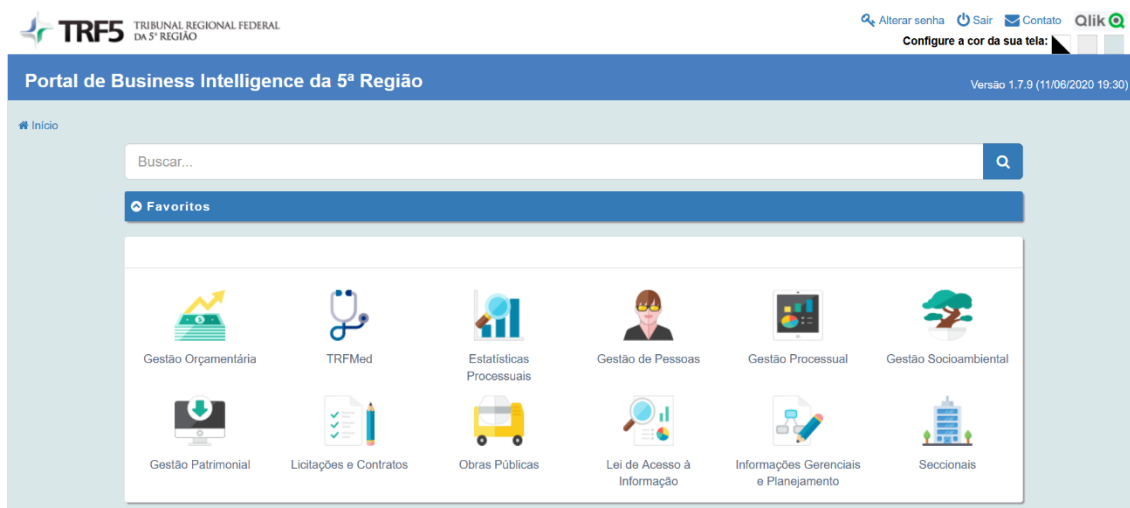 TRF5 TRIBUNAL REGIONAL FEDERAL
DA 5ª REGIÃO
Alterar senha Sair Contato Qlik
Configure a cor da sua tela:
Portal de Business Intelligence da 5ª Região
Versão 1.7.9 (11/06/2020 19:30)
Início
Buscar...
Favoritos
Gestão Orçamentária TRFMed Estatísticas Gestão de Pessoas Gestão Processual Gestão Socioambiental
Processuais
Gestão Patrimonial Licitações e Contratos Obras Públicas Lei de Acesso à Informações Gerenciais Seccionais
Informação e Planejamento